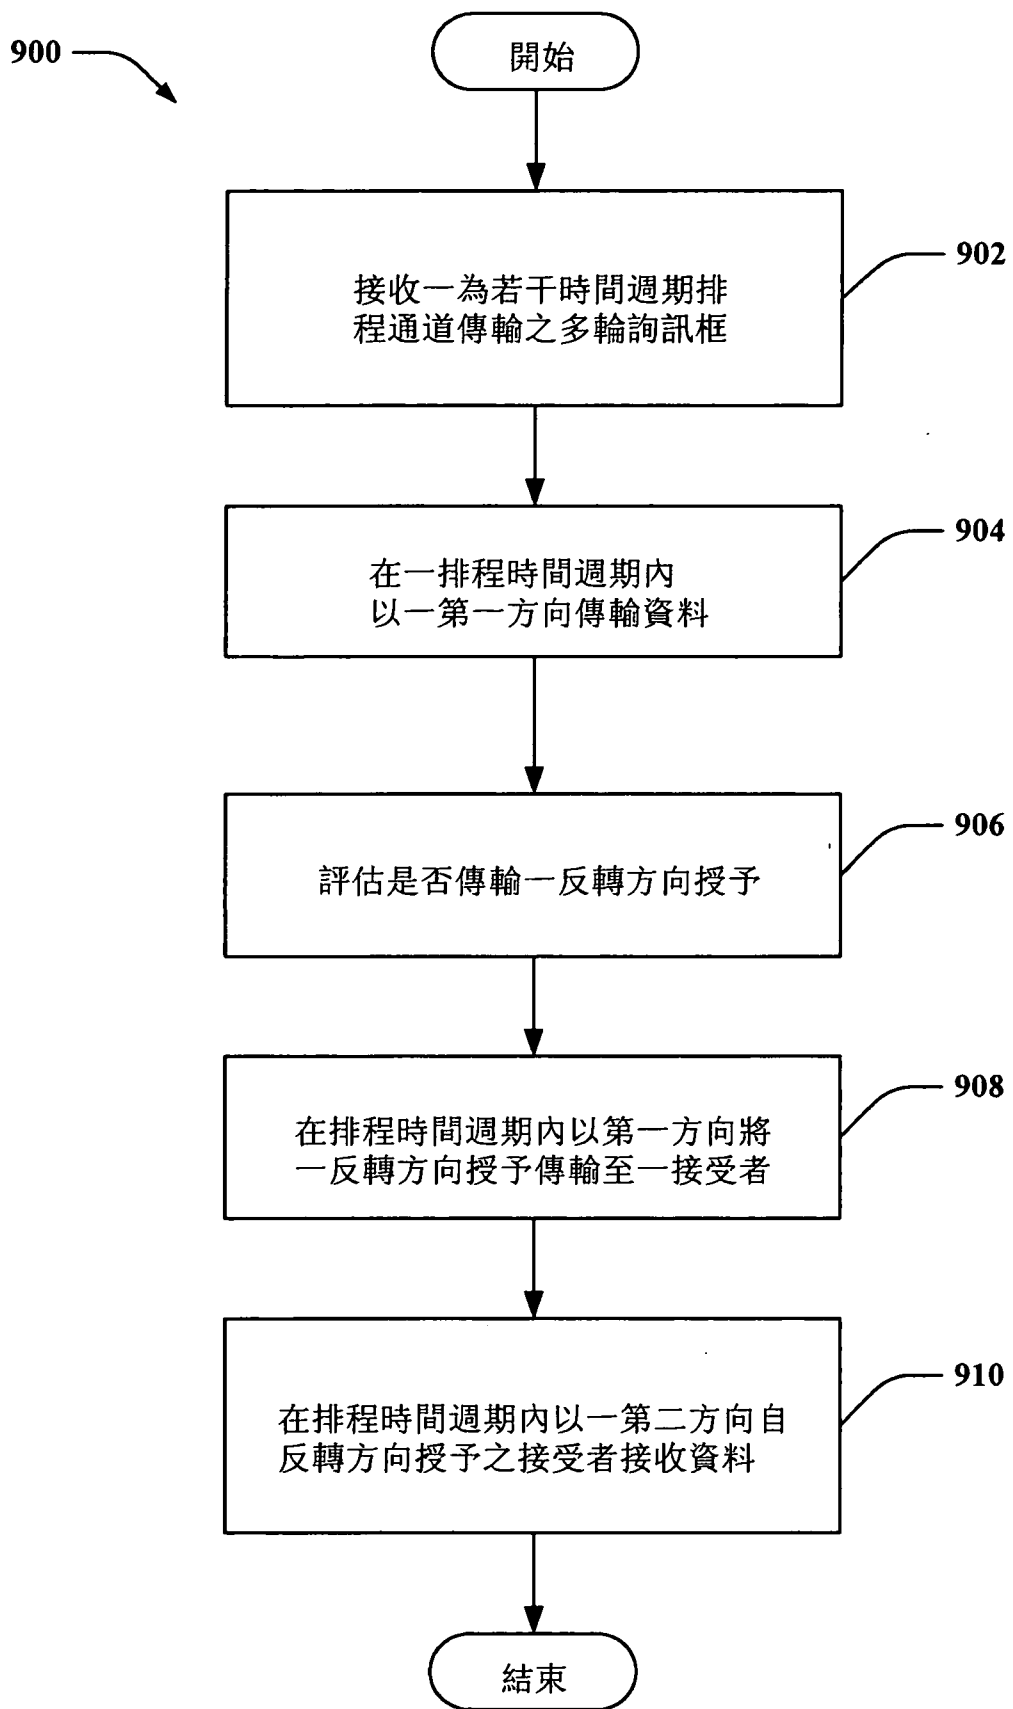 900
開始
接收一為若干時間週期排
程通道傳輸之多輪詢訊框
902
在一排程時間週期內
以一第一方向傳輸資料
904
評估是否傳輸一反轉方向授予
906
在排程時間週期內以第一方向將
一反轉方向授予傳輸至一接受者
908
在排程時間週期內以一第二方向自
反轉方向授予之接受者接收資料
910
結束